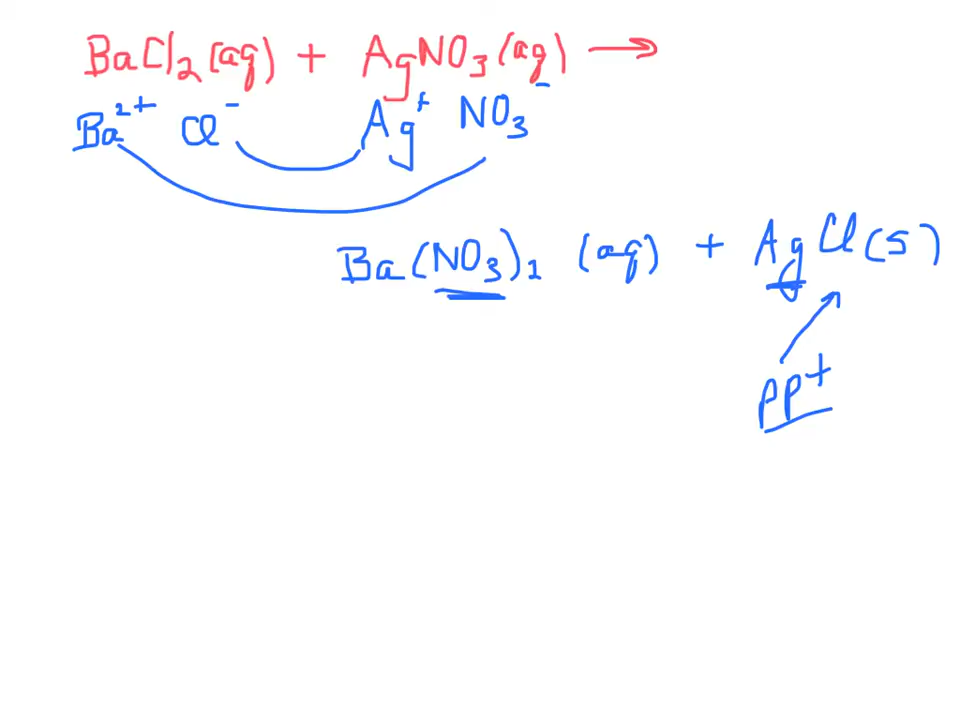 BaCl₂(aq) + AgNO₃(aq) →
Ba²⁺ Cl⁻ Ag⁺ NO₃⁻
Ba(NO₃)₂ (aq) + AgCl(s)
ppt